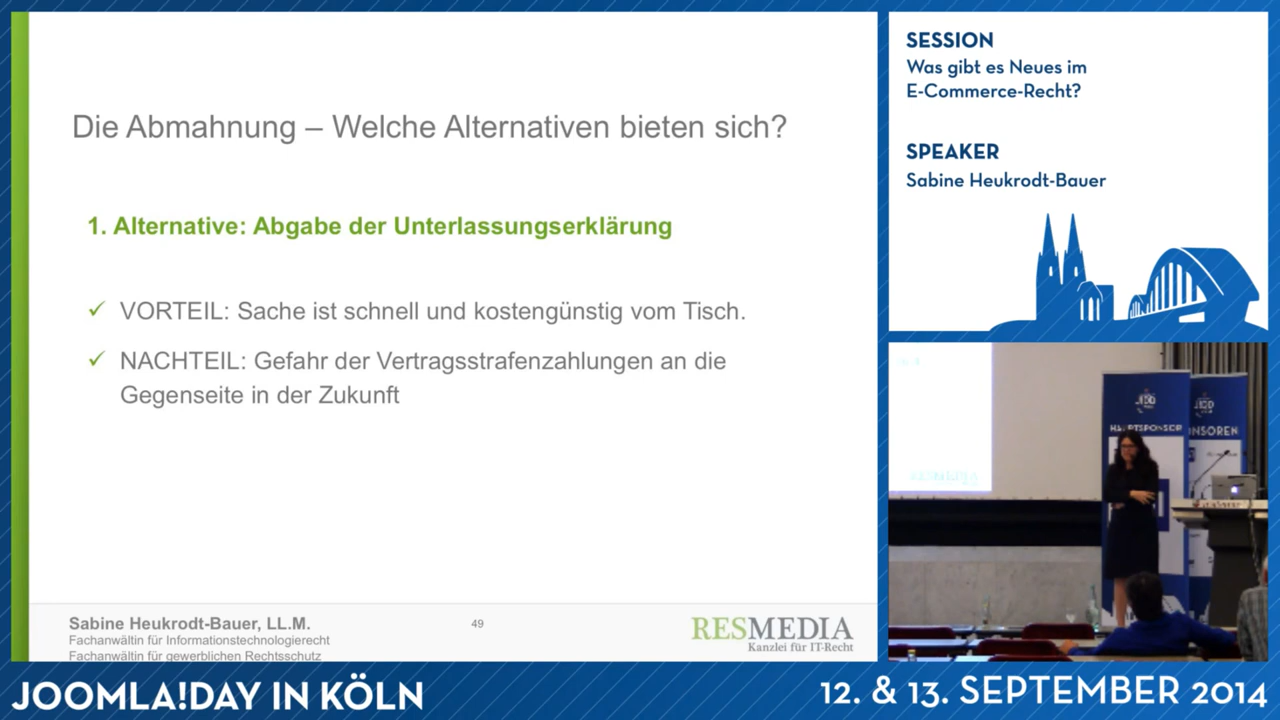 Die Abmahnung – Welche Alternativen bieten sich?
1. Alternative: Abgabe der Unterlassungserklärung
VORTEIL: Sache ist schnell und kostengünstig vom Tisch.
NACHTEIL: Gefahr der Vertragsstrafenzahlungen an die
Gegenseite in der Zukunft
Sabine Heukrodt-Bauer, LL.M.
Fachanwältin für Informationstechnologierecht
Fachanwältin für gewerblichen Rechtsschutz
49
RESMEDIA
Kanzlei für IT-Recht
SESSION
Was gibt es Neues im
E-Commerce-Recht?
SPEAKER
Sabine Heukrodt-Bauer
HAUPTSPONSOR
NSOREN
JOOMLA!DAY IN KÖLN
12. & 13. SEPTEMBER 2014